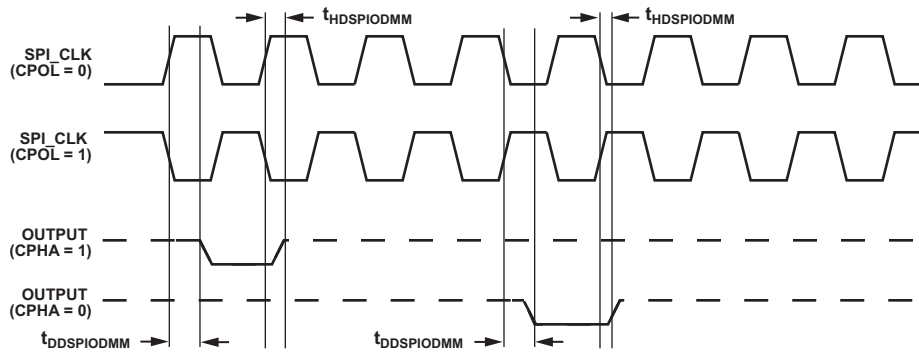 tHDSPIODMM
tHDSPIODMM
SPI_CLK
(CPOL = 0)
SPI_CLK
(CPOL = 1)
OUTPUT
(CPHA = 1)
OUTPUT
(CPHA = 0)
tDDSPIODMM
tDDSPIODMM